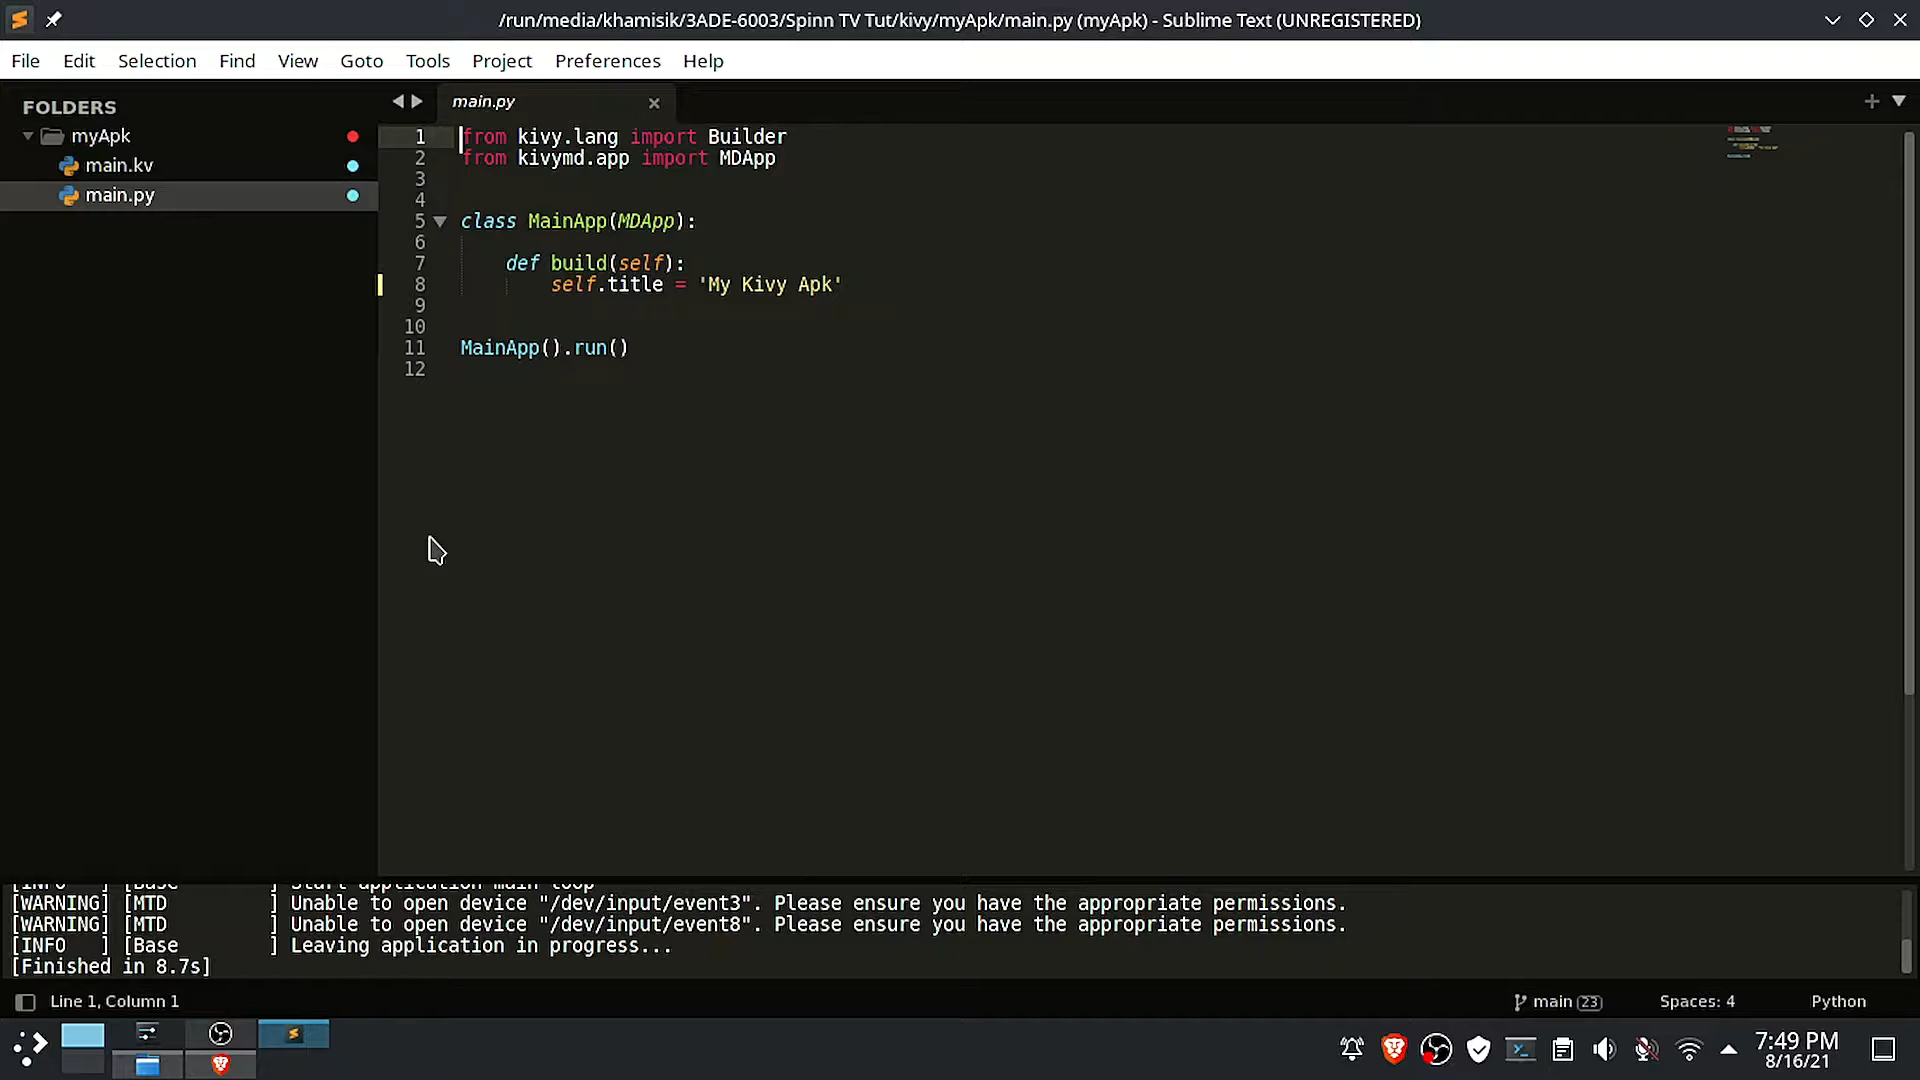 /run/media/khamisik/3ADE-6003/Spinn TV Tut/kivy/myApk/main.py (myApk) - Sublime Text (UNREGISTERED)
File Edit Selection Find View Goto Tools Project Preferences Help
FOLDERS
myApk
main.kv
main.py
main.py
1 from kivy.lang import Builder
2 from kivymd.app import MDApp
3
4
5 class MainApp(MDApp):
6
7 def build(self):
8 self.title = 'My Kivy Apk'
9
10
11 MainApp().run()
12
[INFO ] [Base ] Start application main loop
[WARNING] [MTD ] Unable to open device "/dev/input/event3". Please ensure you have the appropriate permissions.
[WARNING] [MTD ] Unable to open device "/dev/input/event8". Please ensure you have the appropriate permissions.
[INFO ] [Base ] Leaving application in progress...
[Finished in 8.7s]
Line 1, Column 1 main (23) Spaces: 4 Python
7:49 PM
8/16/21